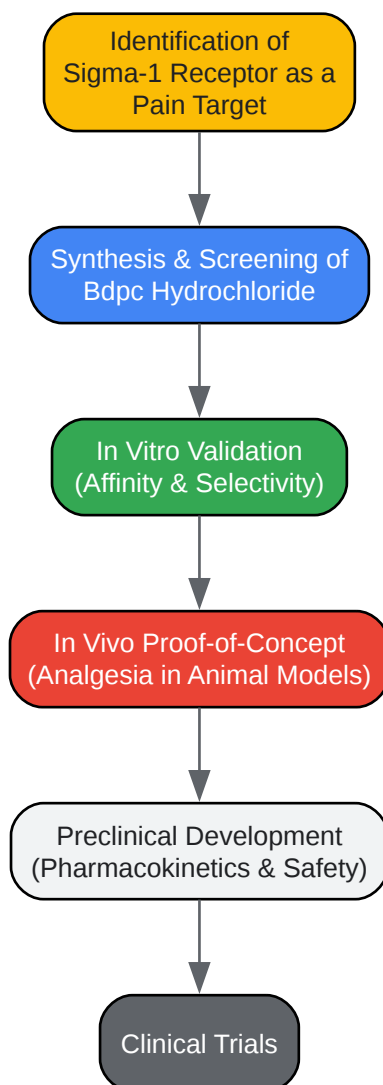 Identification of
Sigma-1 Receptor as a
Pain Target
Synthesis & Screening of
Bdpc Hydrochloride
In Vitro Validation
(Affinity & Selectivity)
In Vivo Proof-of-Concept
(Analgesia in Animal Models)
Preclinical Development
(Pharmacokinetics & Safety)
Clinical Trials